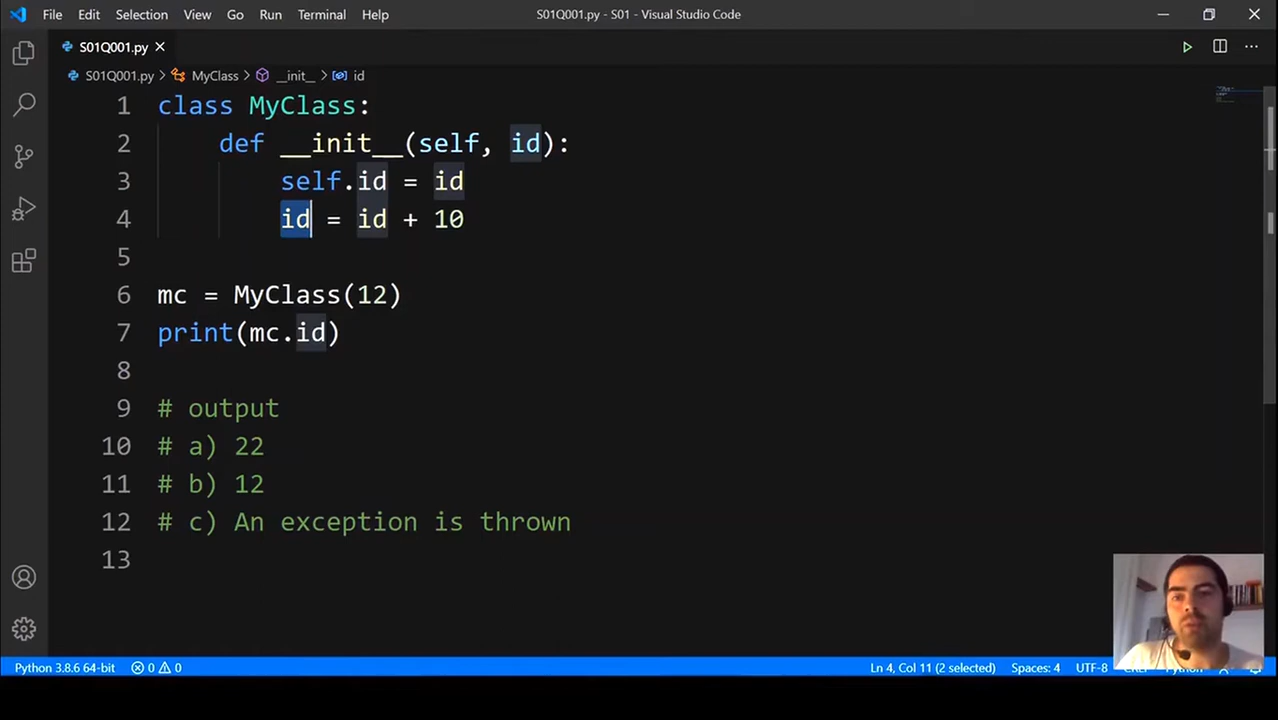 File Edit Selection View Go Run Terminal Help
S01Q001.py - S01 - Visual Studio Code
S01Q001.py
S01Q001.py > MyClass > __init__ > id
1 class MyClass:
2     def __init__(self, id):
3         self.id = id
4         id = id + 10
5
6 mc = MyClass(12)
7 print(mc.id)
8
9 # output
10 # a) 22
11 # b) 12
12 # c) An exception is thrown
13
Python 3.8.6 64-bit 0 0 Ln 4, Col 11 (2 selected) Spaces: 4 UTF-8